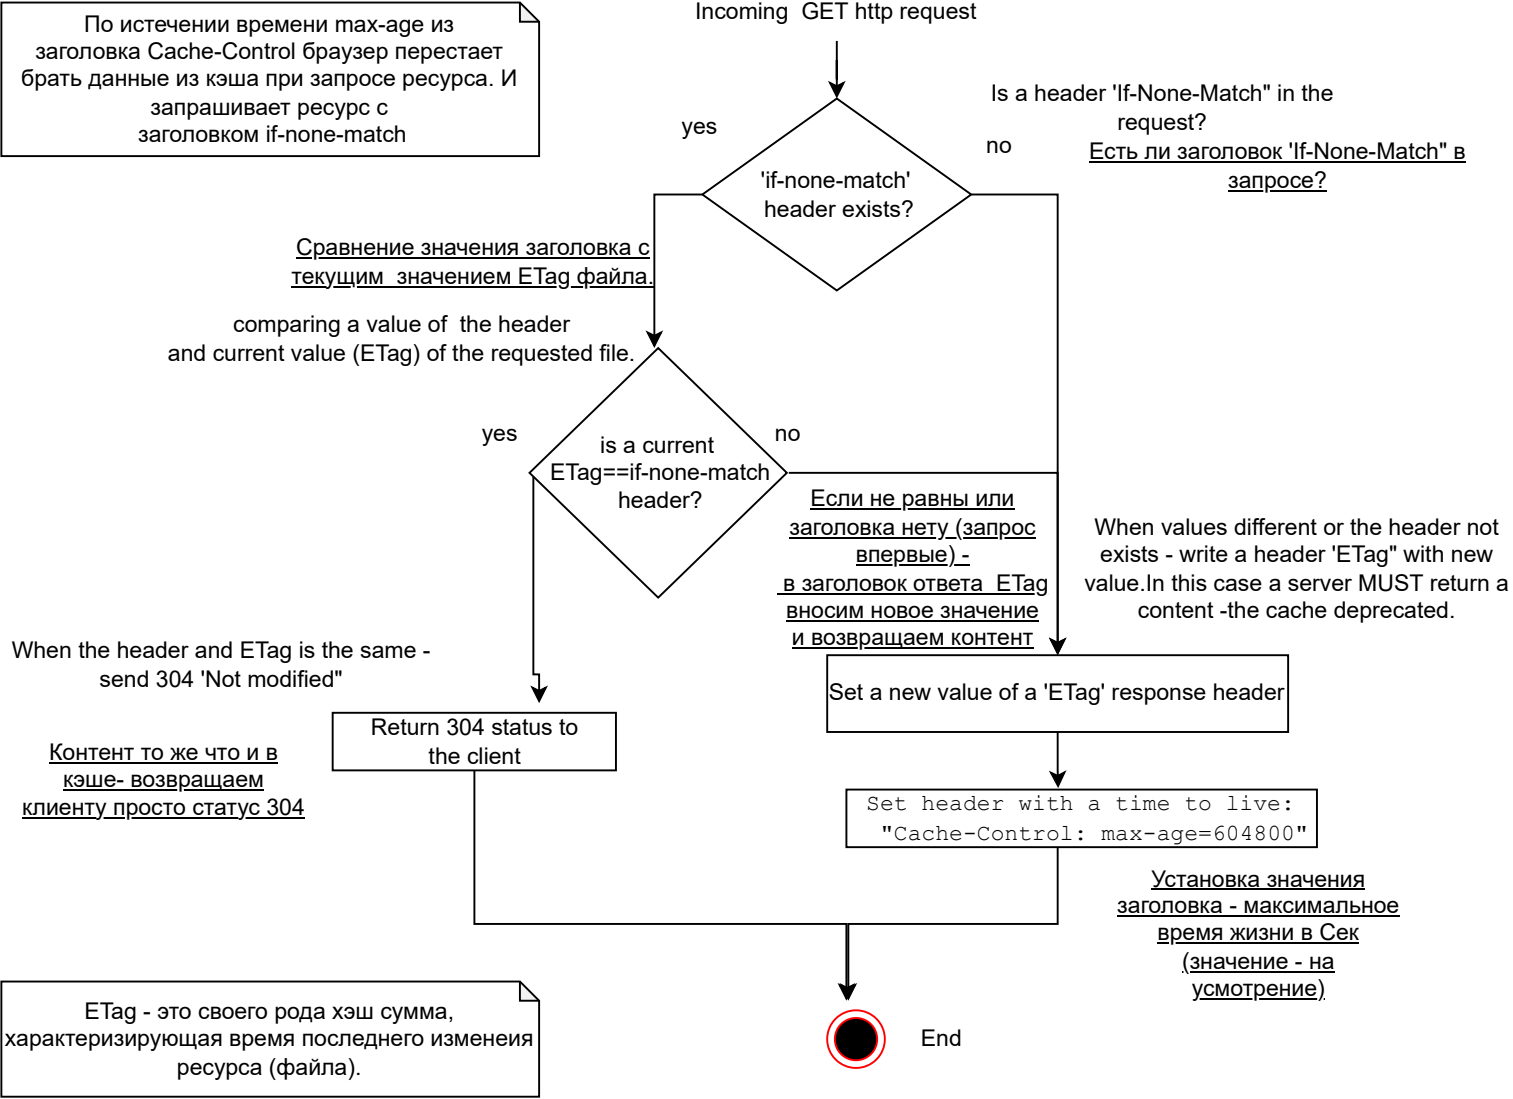 По истечении времени max-age из
заголовка Cache-Control браузер перестает
брать данные из кэша при запросе ресурса. И
запрашивает ресурс с
заголовком if-none-match
Incoming  GET http request
yes
no
Is a header 'If-None-Match" in the
request?
Есть ли заголовок 'If-None-Match" в
запросе?
'if-none-match'
header exists?
Сравнение значения заголовка с
текущим  значением ETag файла.
comparing a value of  the header
and current value (ETag) of the requested file.
yes
no
is a current
ETag==if-none-match
header?
Если не равны или
заголовка нету (запрос
впервые) -
в заголовок ответа  ETag
вносим новое значение
и возвращаем контент
When values different or the header not
exists - write a header 'ETag" with new
value.In this case a server MUST return a
content -the cache deprecated.
When the header and ETag is the same -
send 304 'Not modified"
Set a new value of a 'ETag' response header
Return 304 status to
the client
Контент то же что и в
кэше- возвращаем
клиенту просто статус 304
Set header with a time to live:
"Cache-Control: max-age=604800"
Установка значения
заголовка - максимальное
время жизни в Сек
(значение - на
усмотрение)
ETag - это своего рода хэш сумма,
характеризирующая время последнего изменеия
ресурса (файла).
End